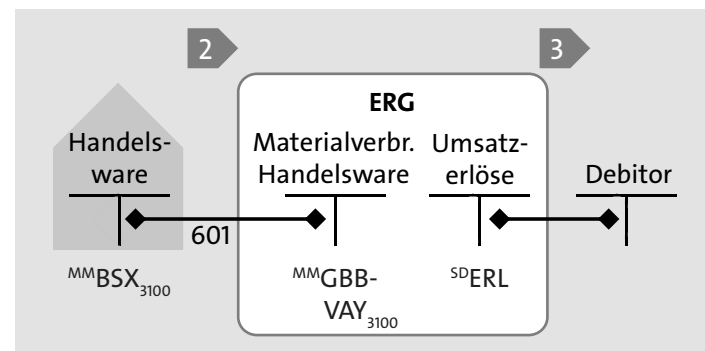 2
3
ERG
Handels-
ware
Materialverbr.
Handelsware
Umsatz-
erlöse
Debitor
601
MMBSX3100
MMGBB-
VAY3100
SDERL